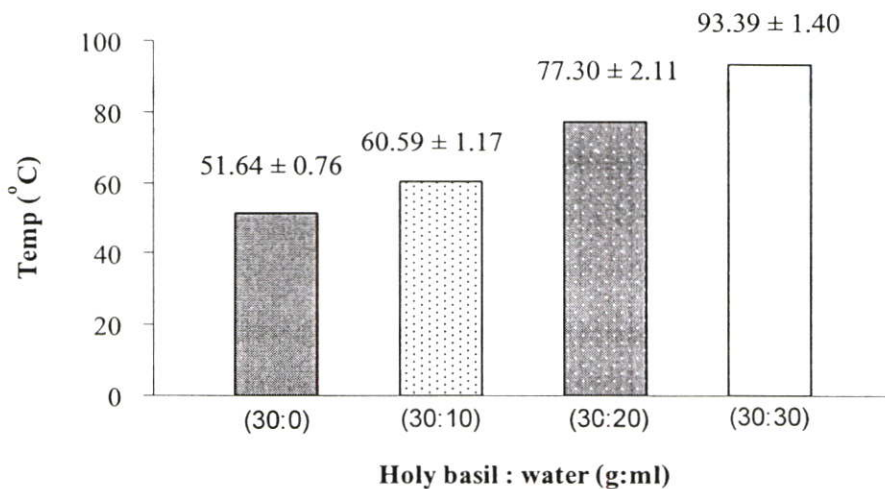 93.39 ± 1.40
77.30 ± 2.11
60.59 ± 1.17
51.64 ± 0.76
100
80
60
40
20
0
Temp (°C)
(30:0) (30:10) (30:20) (30:30)
Holy basil : water (g:ml)